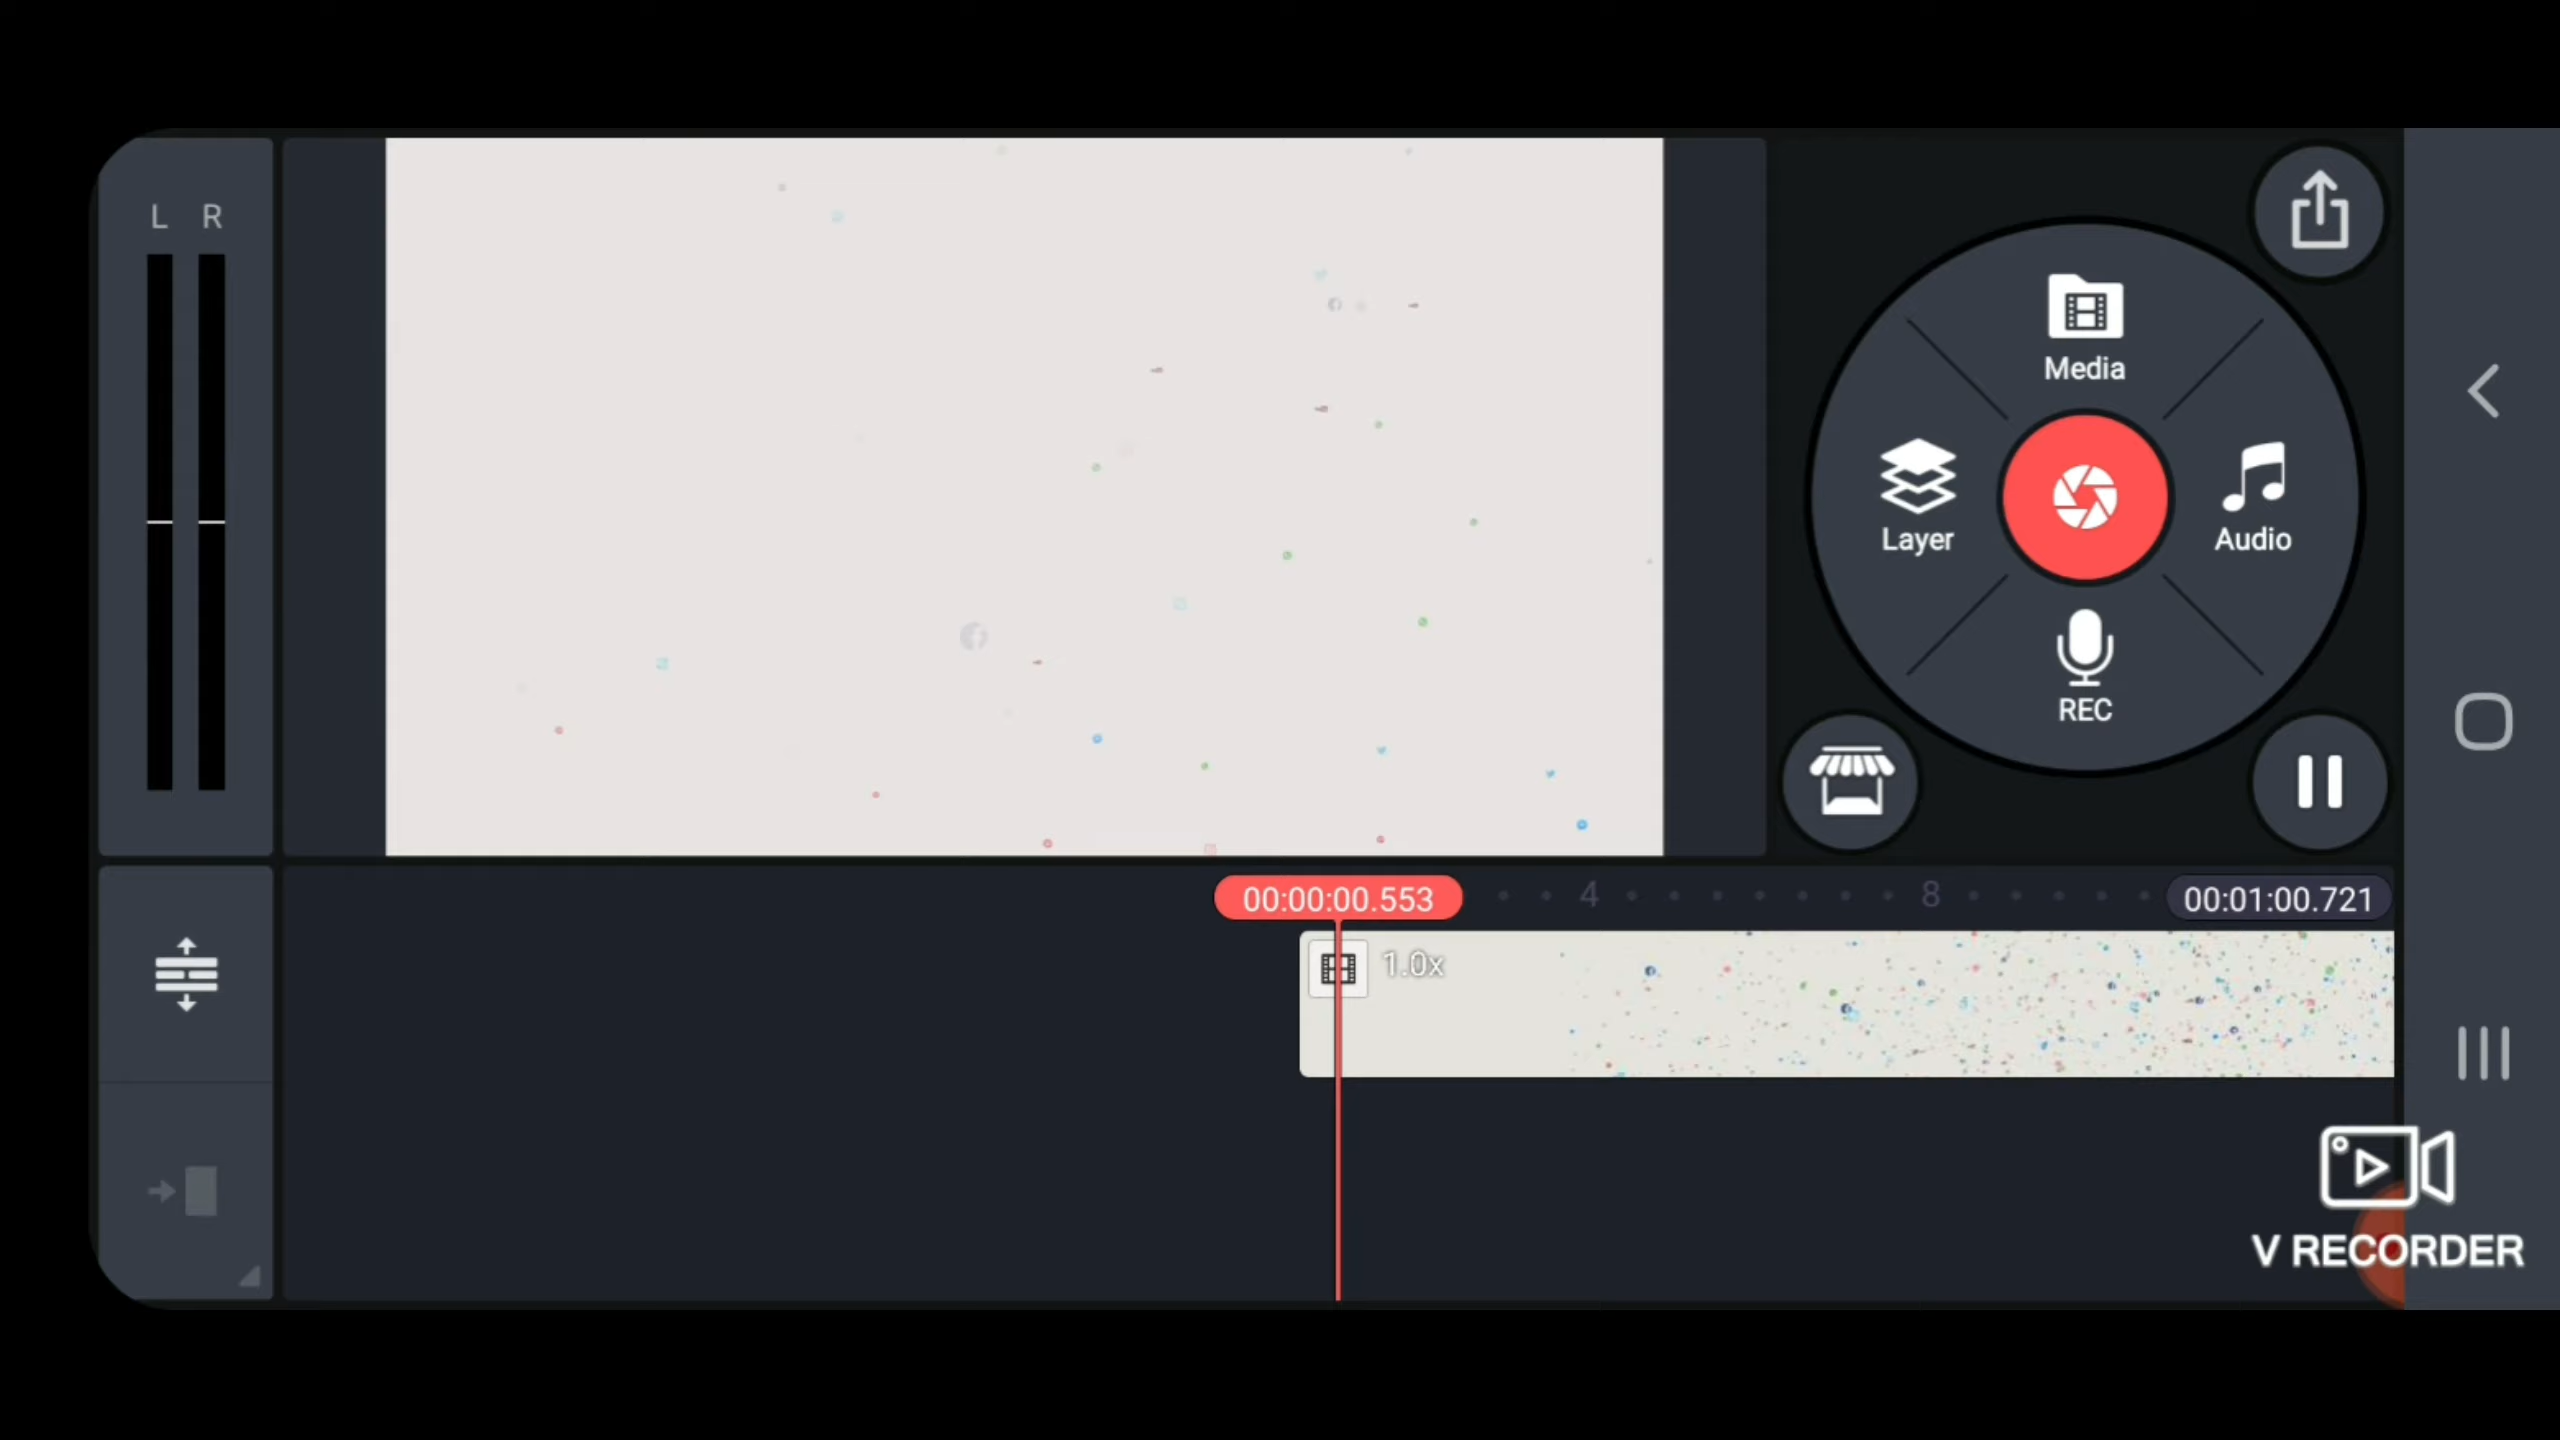 L R
Media
Layer
Audio
REC
00:00:00.553
4
8
00:01:00.721
1.0x
V RECORDER